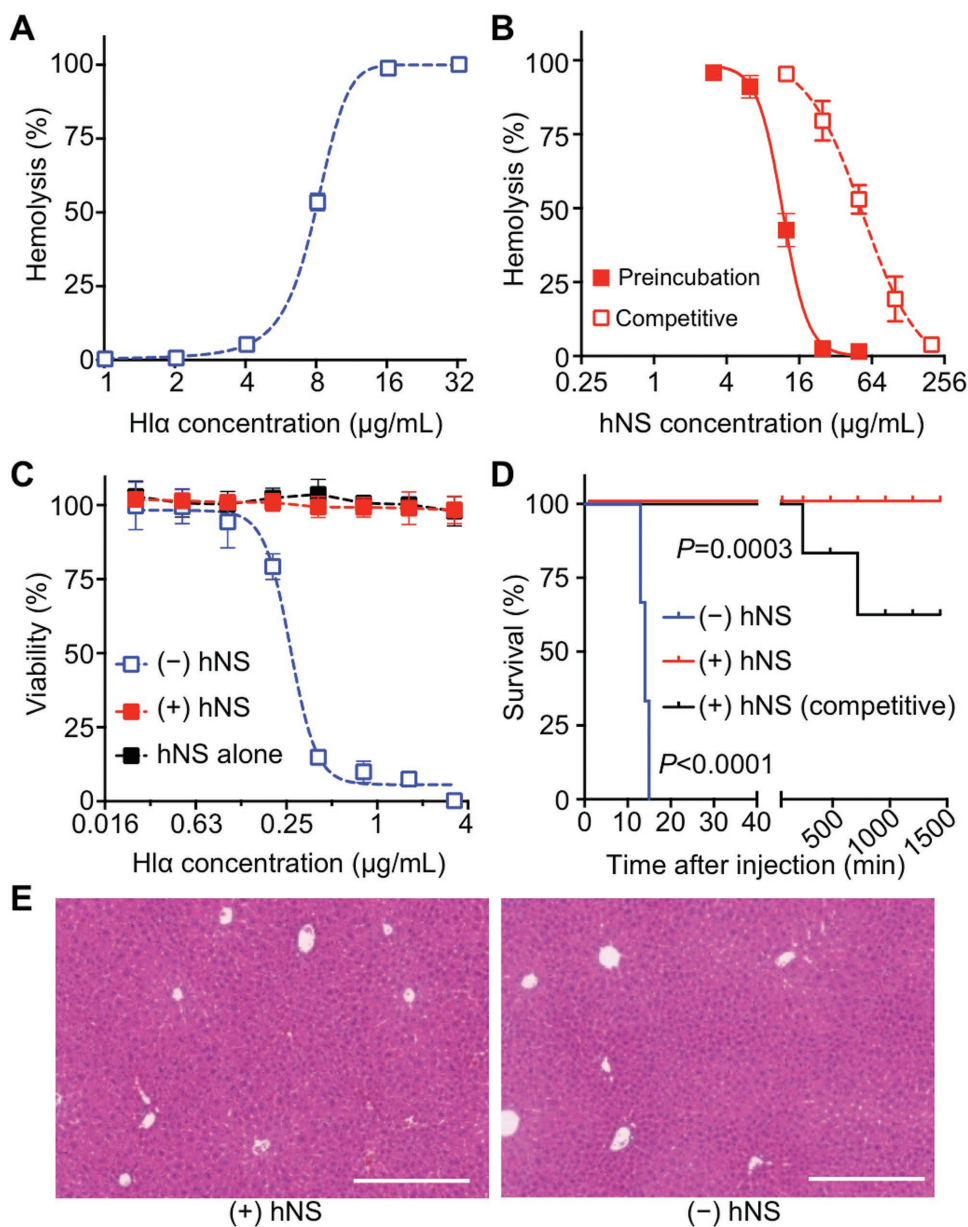 A
Hemolysis (%)
100
75
50
25
0
1 2 4 8 16 32
Hlα concentration (µg/mL)
B
Hemolysis (%)
100
75
50
25
0
Preincubation
Competitive
0.25 1 4 16 64 256
hNS concentration (µg/mL)
C
Viability (%)
100
75
50
25
0
(−) hNS
(+) hNS
hNS alone
0.016 0.63 0.25 1 4
Hlα concentration (µg/mL)
D
Survival (%)
100
75
50
25
0
P=0.0003
(−) hNS
(+) hNS
(+) hNS (competitive)
P<0.0001
0 10 20 30 40 500 1000 1500
Time after injection (min)
E
(+) hNS
(−) hNS